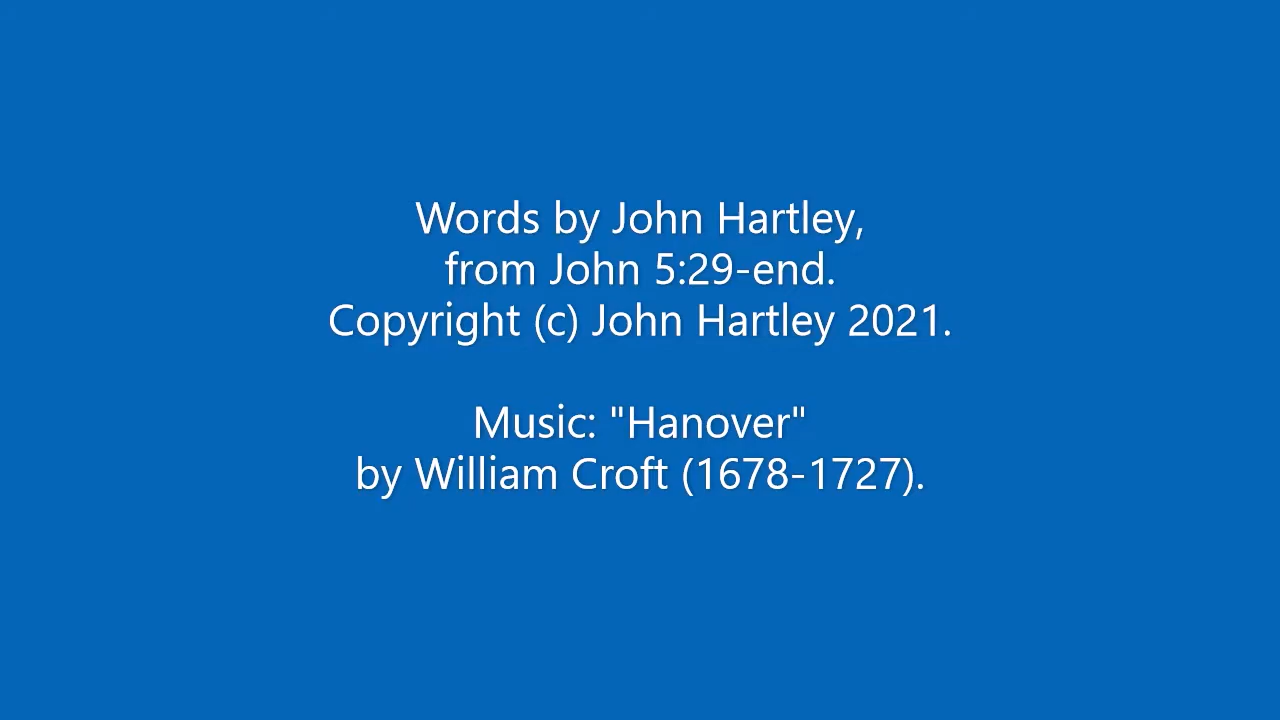 Words by John Hartley,
from John 5:29-end.
Copyright (c) John Hartley 2021.
Music: "Hanover"
by William Croft (1678-1727).